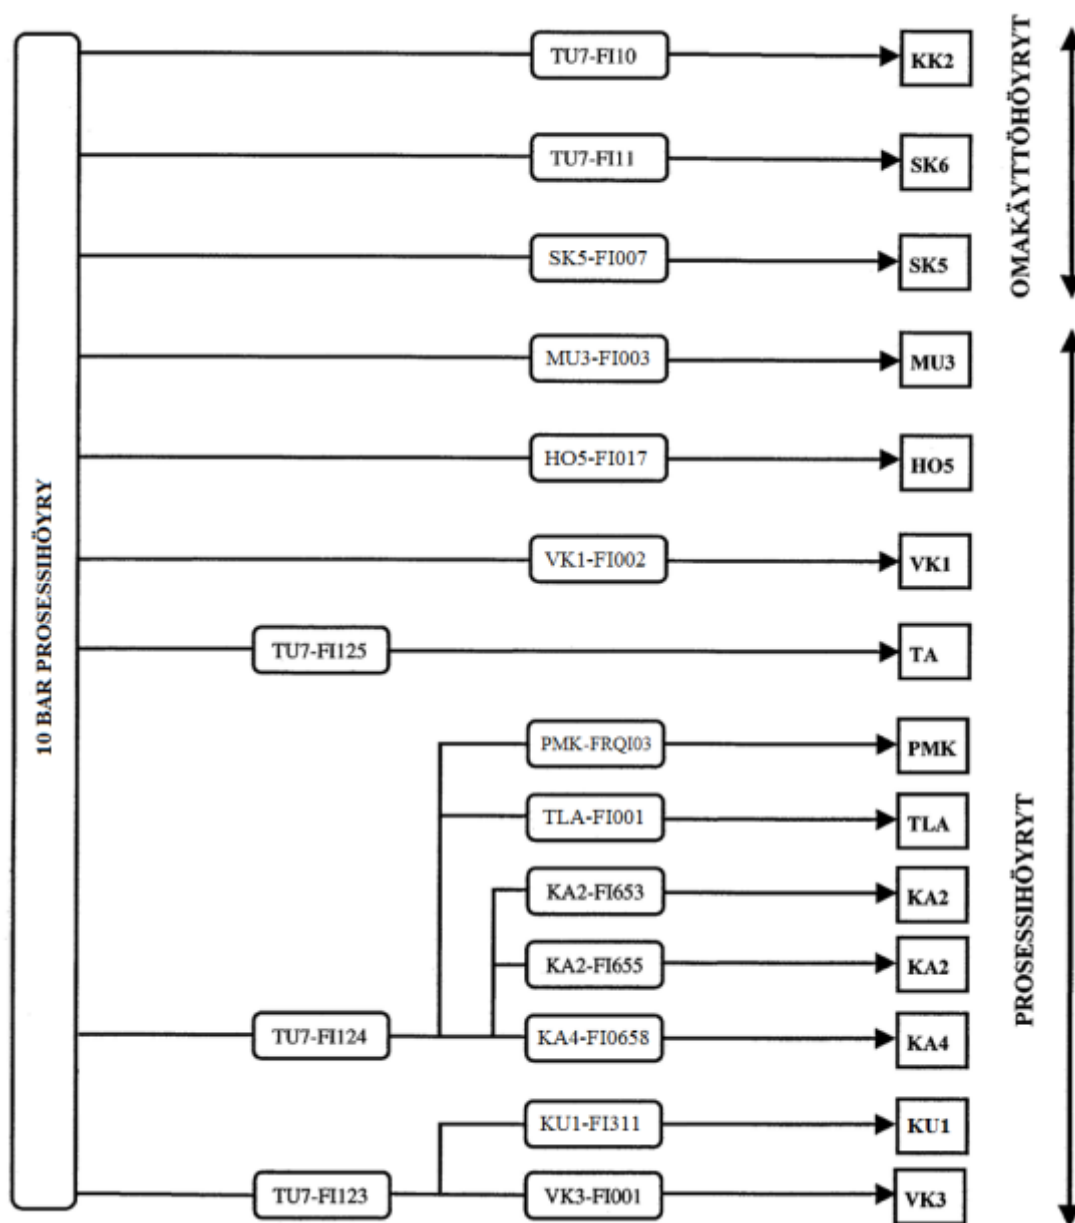 10 BAR PROSESSIHÖYRY
TU7-FI10
KK2
TU7-FI11
SK6
SK5-FI007
SK5
OMAKÄYTTÖHÖYRYT
MU3-FI003
MU3
HO5-FI017
HO5
VK1-FI002
VK1
TU7-FI125
TA
PMK-FRQI03
PMK
TLA-FI001
TLA
KA2-FI653
KA2
KA2-FI655
KA2
TU7-FI124
KA4-FI0658
KA4
KU1-FI311
KU1
TU7-FI123
VK3-FI001
VK3
PROSESSIHÖYRYT